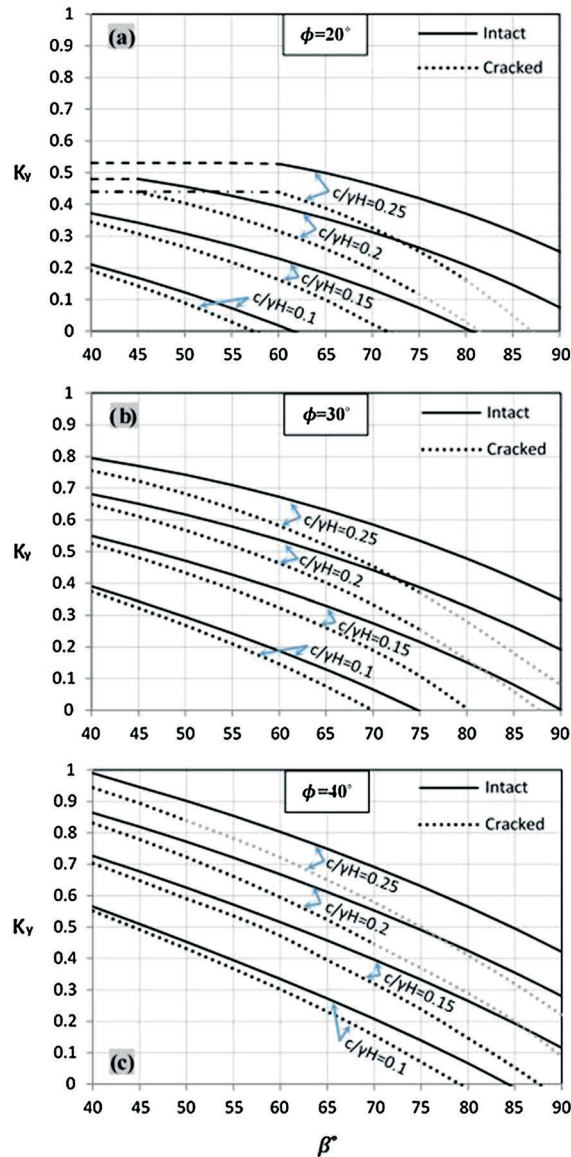 (a)
ϕ=20°
Intact
Cracked
1
0.9
0.8
0.7
0.6
0.5
0.4
0.3
0.2
0.1
0
Kᵧ
c/γH=0.25
c/γH=0.2
c/γH=0.15
c/γH=0.1
40 45 50 55 60 65 70 75 80 85 90
(b)
ϕ=30°
Intact
Cracked
1
0.9
0.8
0.7
0.6
0.5
0.4
0.3
0.2
0.1
0
Kᵧ
c/γH=0.25
c/γH=0.2
c/γH=0.15
c/γH=0.1
40 45 50 55 60 65 70 75 80 85 90
ϕ=40°
Intact
Cracked
1
0.9
0.8
0.7
0.6
0.5
0.4
0.3
0.2
0.1
0
Kᵧ
c/γH=0.25
c/γH=0.2
c/γH=0.15
c/γH=0.1
(c)
40 45 50 55 60 65 70 75 80 85 90
β°